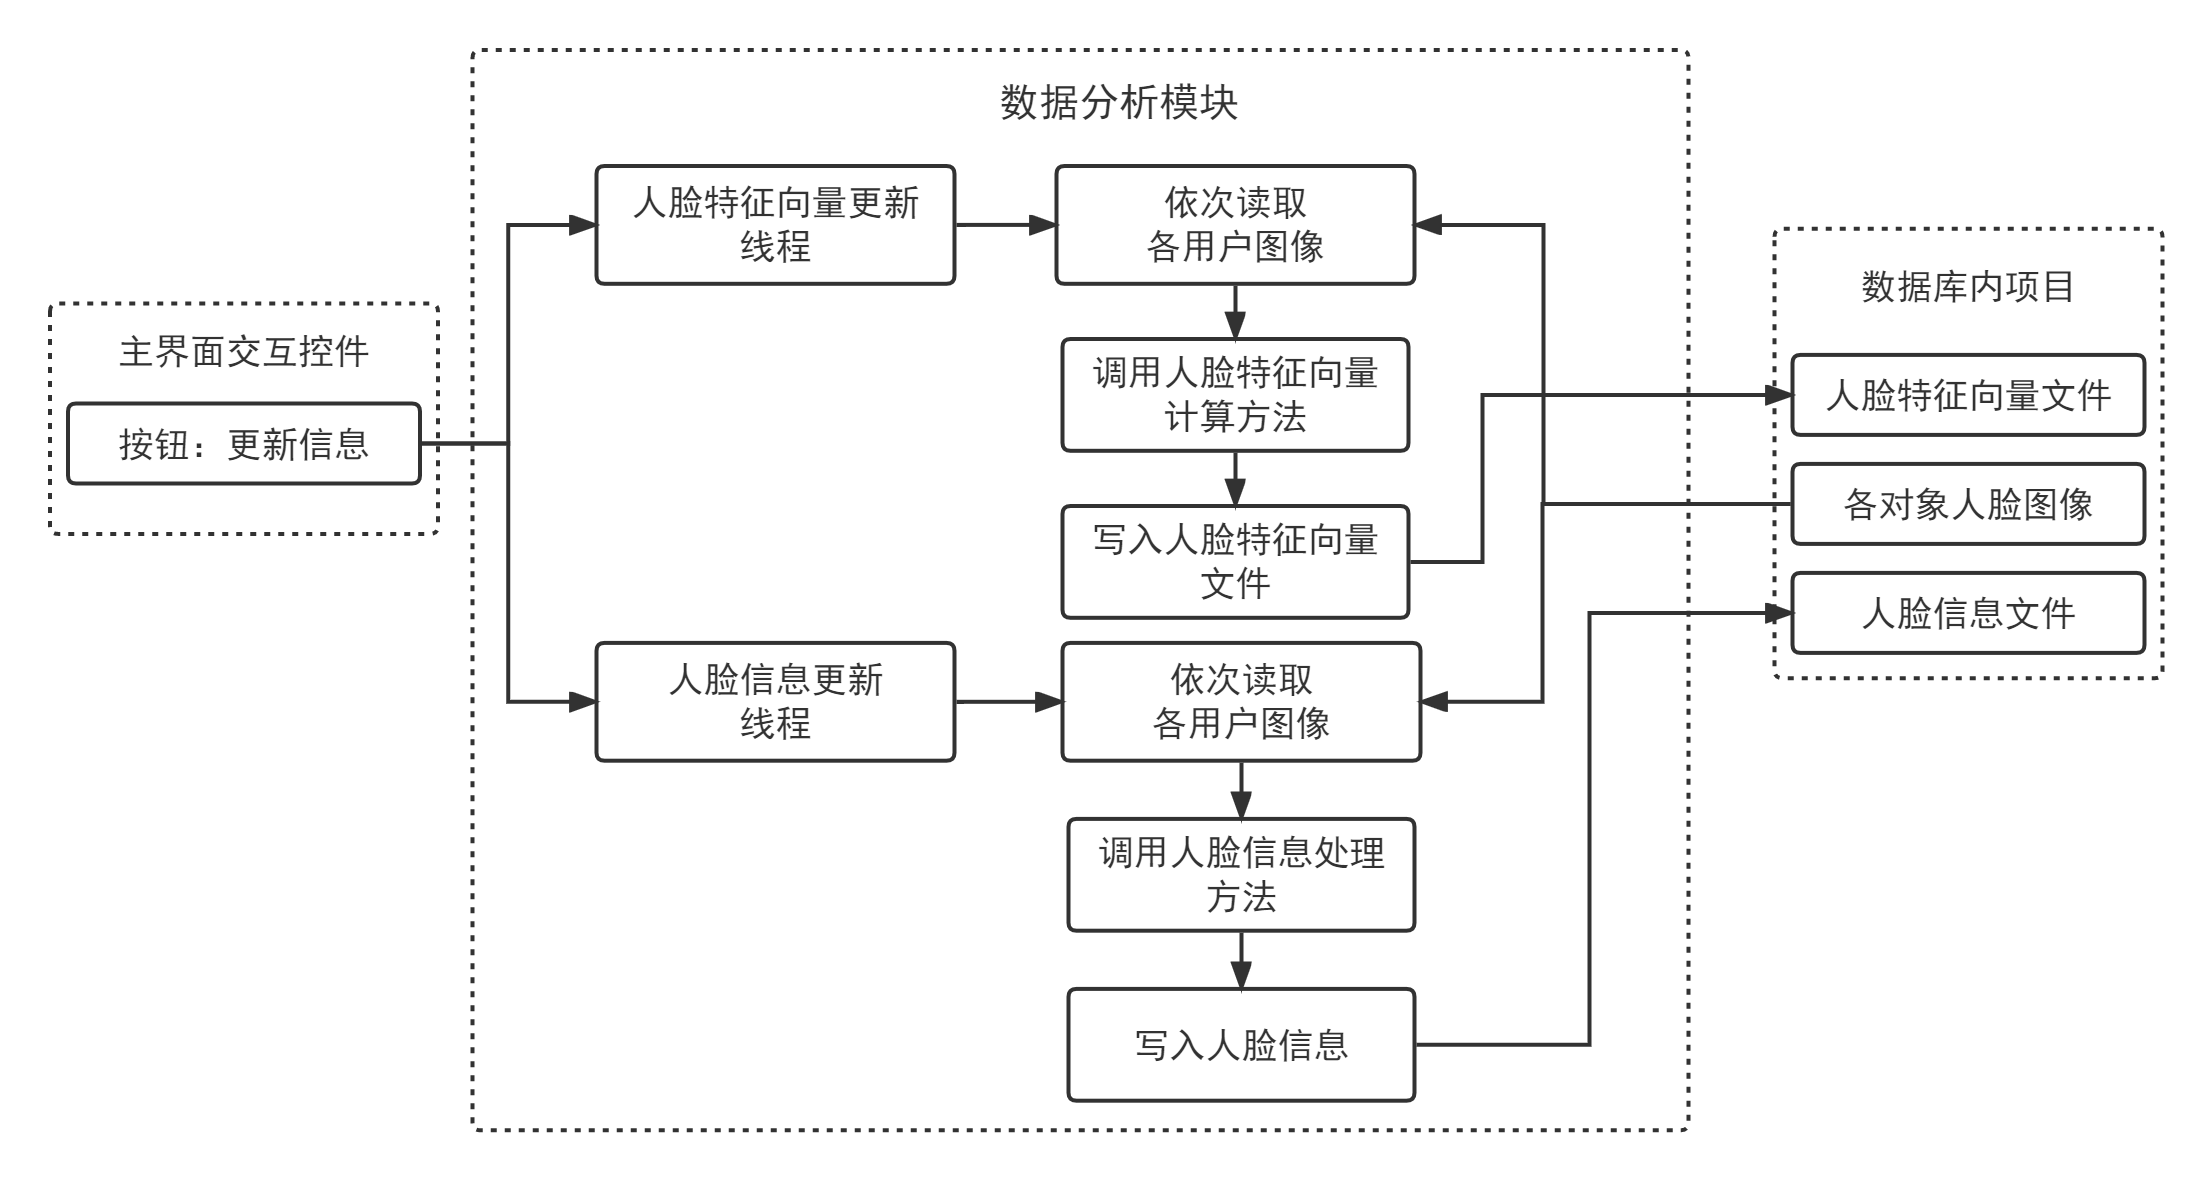 数据分析模块
主界面交互控件
按钮：更新信息
人脸特征向量更新
线程
依次读取
各用户图像
调用人脸特征向量
计算方法
写入人脸特征向量
文件
人脸信息更新
线程
依次读取
各用户图像
调用人脸信息处理
方法
写入人脸信息
数据库内项目
人脸特征向量文件
各对象人脸图像
人脸信息文件